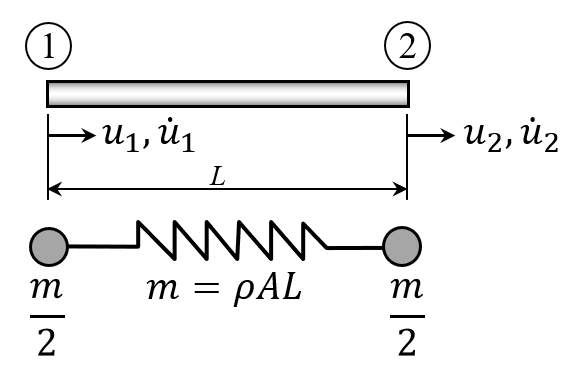 1 2
u₁, u̇₁ u₂, u̇₂
L
m = ρAL
m/2 m/2